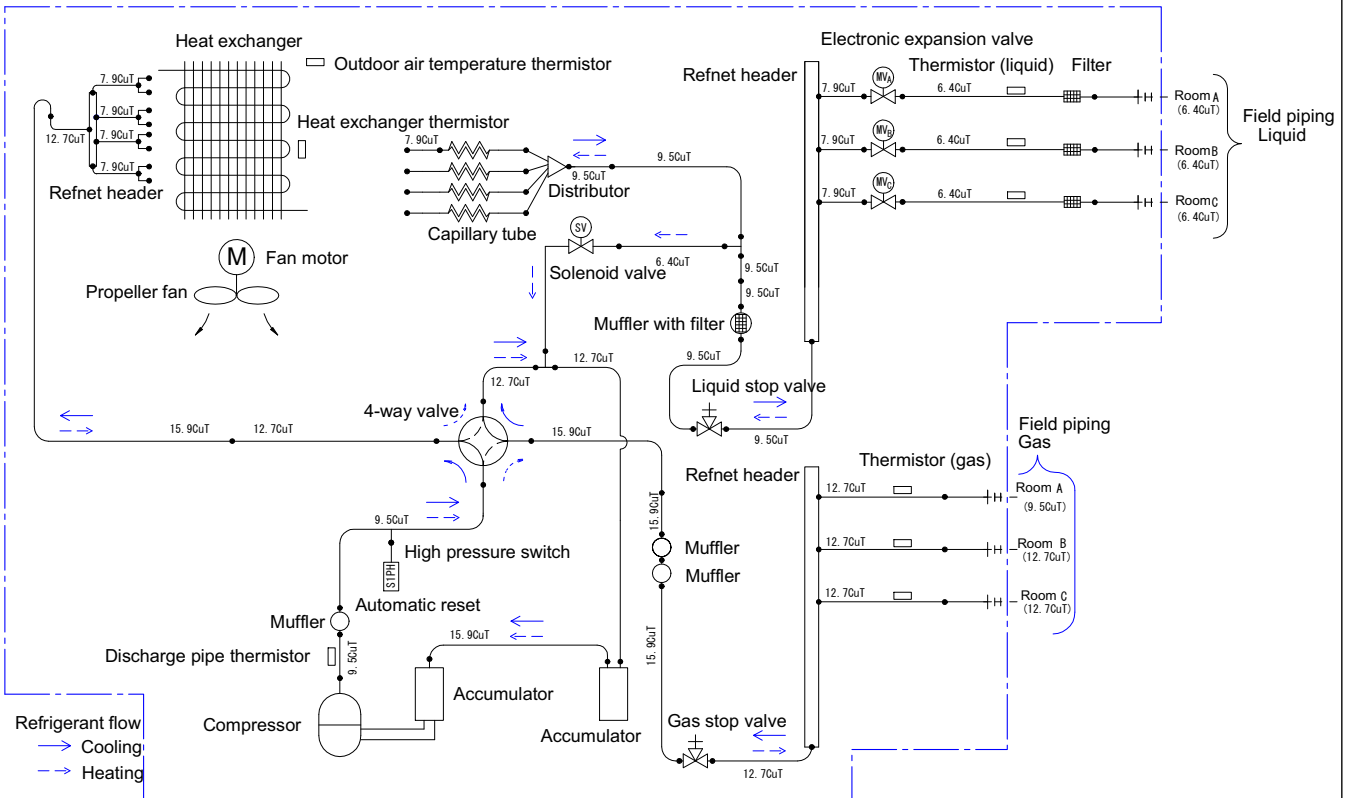 Heat exchanger
Outdoor air temperature thermistor
7.9CuT
7.9CuT
7.9CuT
7.9CuT
12.7CuT
Refnet header
Heat exchanger thermistor
7.9CuT
9.5CuT
9.5CuT
Distributor
Capillary tube
M
Fan motor
Propeller fan
SV
6.4CuT
Solenoid valve
9.5CuT
9.5CuT
Muffler with filter
9.5CuT
Liquid stop valve
9.5CuT
Electronic expansion valve
Refnet header
Thermistor (liquid)
Filter
7.9CuT
MVA
6.4CuT
Room A
(6.4CuT)
7.9CuT
MVB
6.4CuT
Room B
(6.4CuT)
7.9CuT
MVC
6.4CuT
Room C
(6.4CuT)
Field piping
Liquid
12.7CuT
12.7CuT
4-way valve
15.9CuT
12.7CuT
15.9CuT
9.5CuT
High pressure switch
S1PH
Automatic reset
Muffler
Discharge pipe thermistor
9.5CuT
Compressor
15.9CuT
Accumulator
Accumulator
15.9CuT
Muffler
Muffler
15.9CuT
Gas stop valve
12.7CuT
Refnet header
Thermistor (gas)
Field piping
Gas
12.7CuT
Room A
(9.5CuT)
12.7CuT
Room B
(12.7CuT)
12.7CuT
Room C
(12.7CuT)
Refrigerant flow
Cooling
Heating